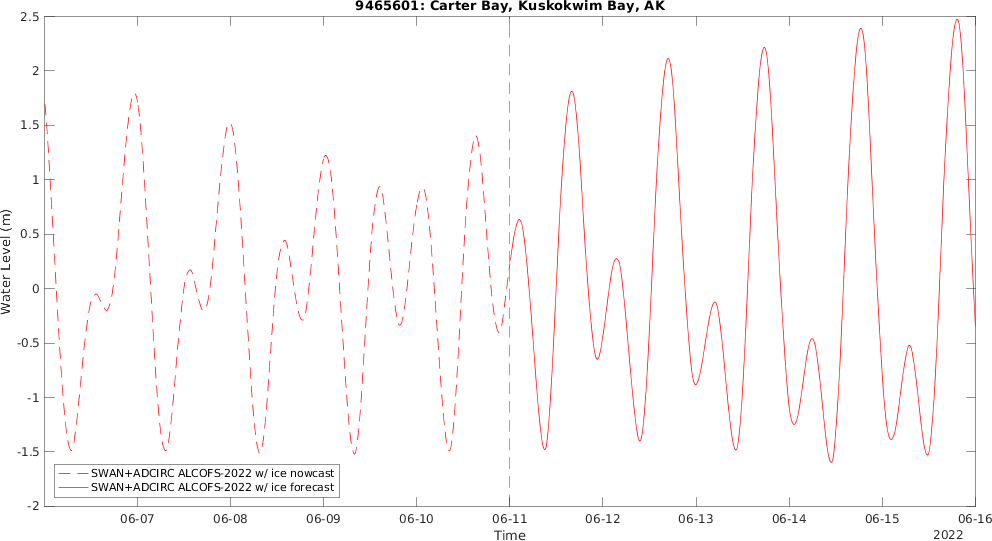 9465601: Carter Bay, Kuskokwim Bay, AK
2.5
2
1.5
1
0.5
0
-0.5
-1
-1.5
-2
Water Level (m)
SWAN+ADCIRC ALCOFS-2022 w/ ice nowcast
SWAN+ADCIRC ALCOFS-2022 w/ ice forecast
06-07 06-08 06-09 06-10 06-11 06-12 06-13 06-14 06-15 06-16
Time
2022